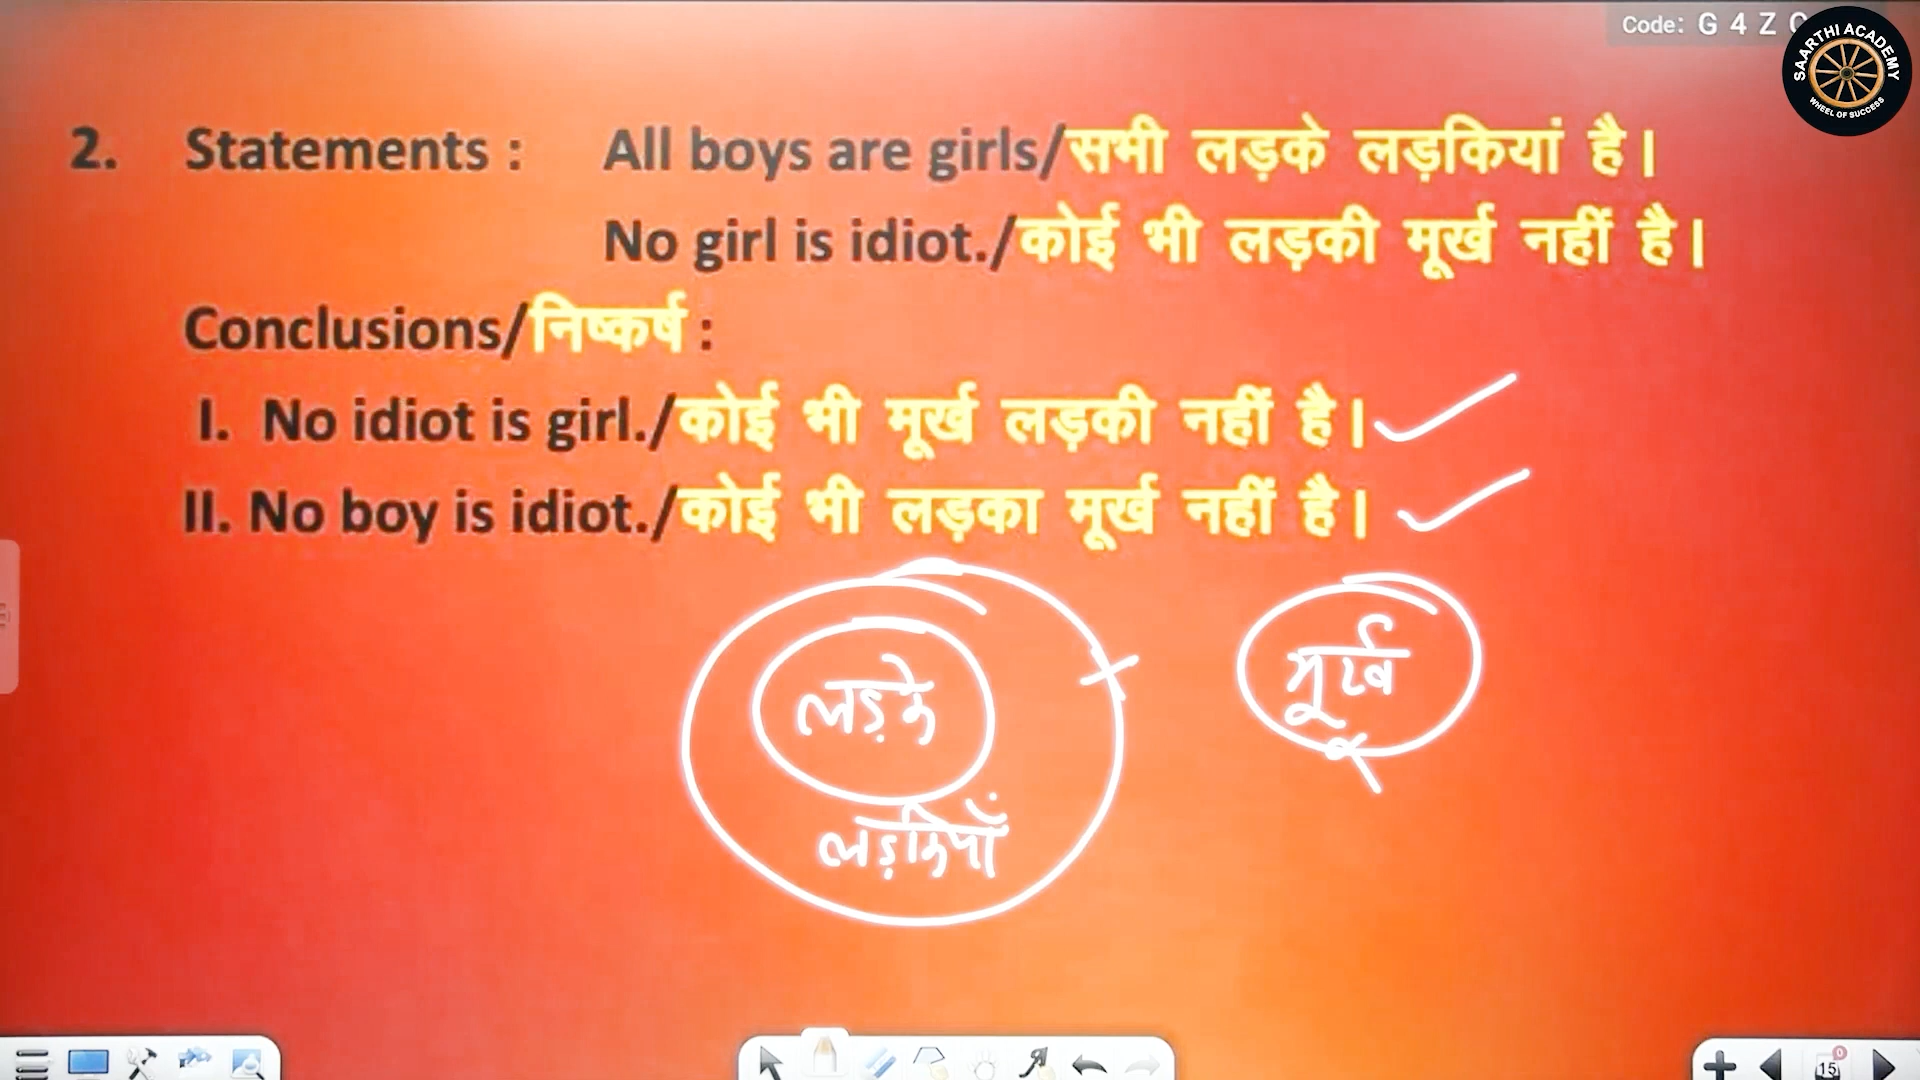 Code: G 4 Z
SAARTHI ACADEMY
WHEEL OF SUCCESS
2. Statements : All boys are girls/सभी लड़के लड़कियां है।
No girl is idiot./कोई भी लड़की मूर्ख नहीं है।
Conclusions/निष्कर्ष :
I. No idiot is girl./कोई भी मूर्ख लड़की नहीं है।
II. No boy is idiot./कोई भी लड़का मूर्ख नहीं है।
लड़के
मूर्ख
लड़कियाँ
15
0